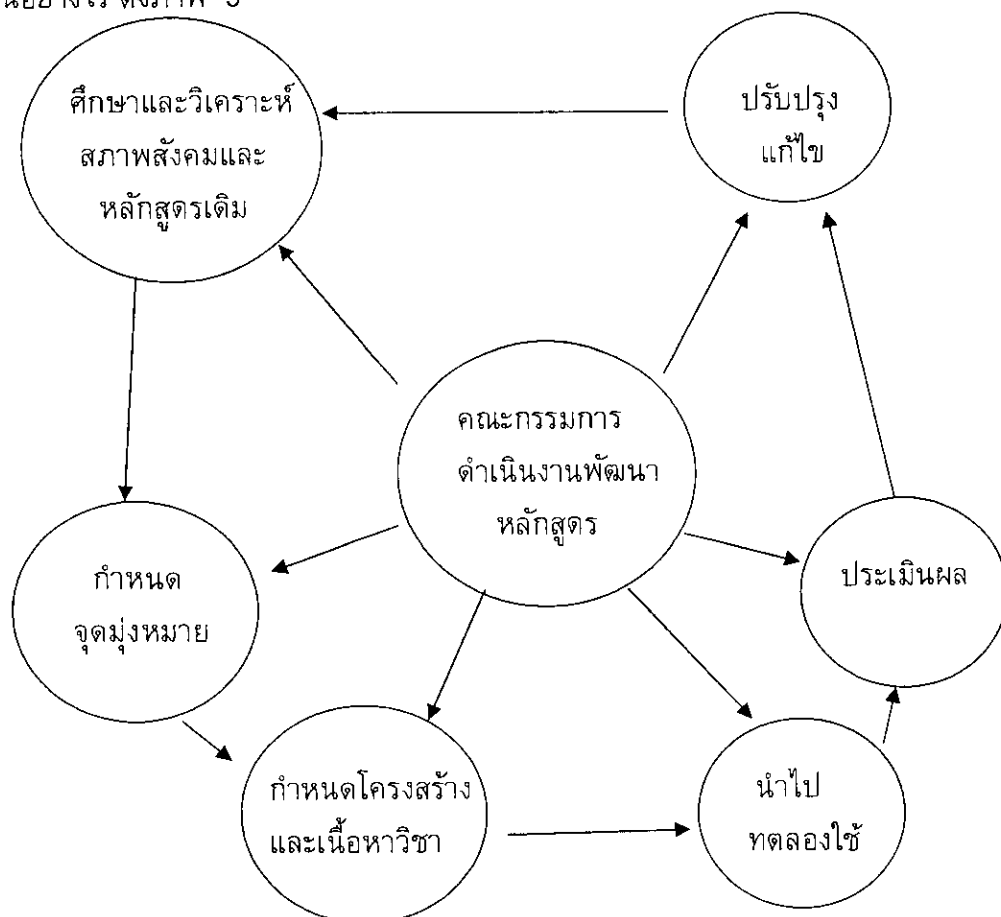 ดังภาพ
ศึกษาและวิเคราะห์
สภาพสังคมและ
หลักสูตรเดิม
ปรับปรุง
แก้ไข
คณะกรรมการ
ดำเนินงานพัฒนา
หลักสูตร
กำหนด
จุดมุ่งหมาย
ประเมินผล
กำหนดโครงสร้าง
และเนื้อหาวิชา
นำไป
ทตลองใช้